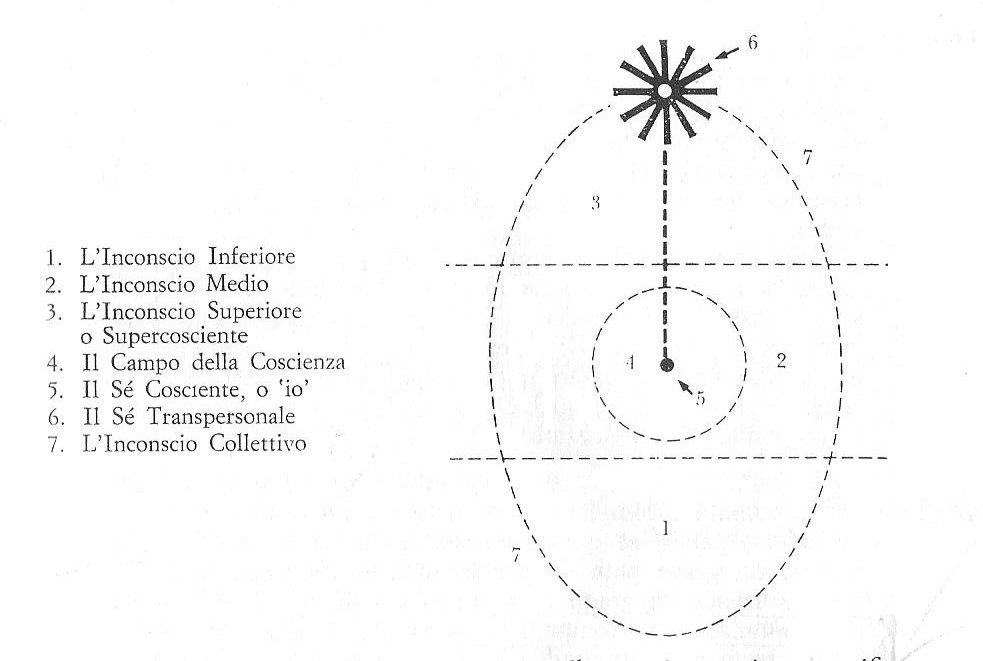 1. L'Inconscio Inferiore
2. L'Inconscio Medio
3. L'Inconscio Superiore
o Supercosciente
4. Il Campo della Coscienza
5. Il Sé Cosciente, o 'io'
6. Il Sé Transpersonale
7. L'Inconscio Collettivo
6
7
3
4
2
5
1
7